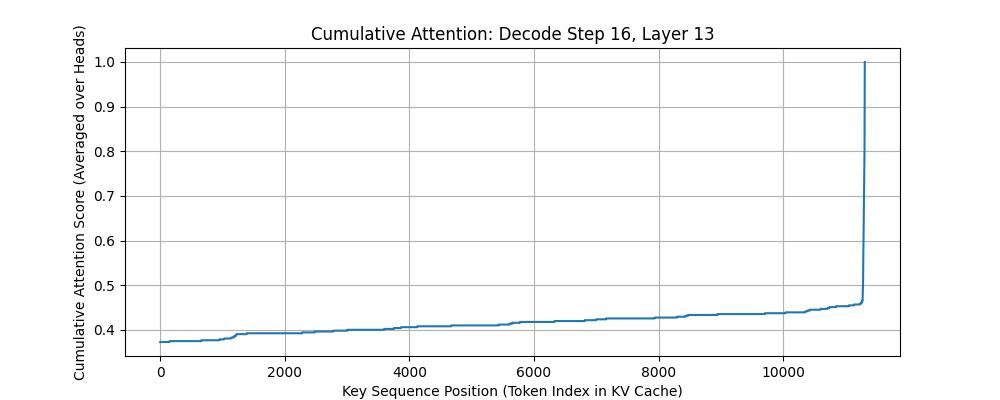 Cumulative Attention: Decode Step 16, Layer 13
Cumulative Attention Score (Averaged over Heads)
1.0
0.9
0.8
0.7
0.6
0.5
0.4
0 2000 4000 6000 8000 10000
Key Sequence Position (Token Index in KV Cache)